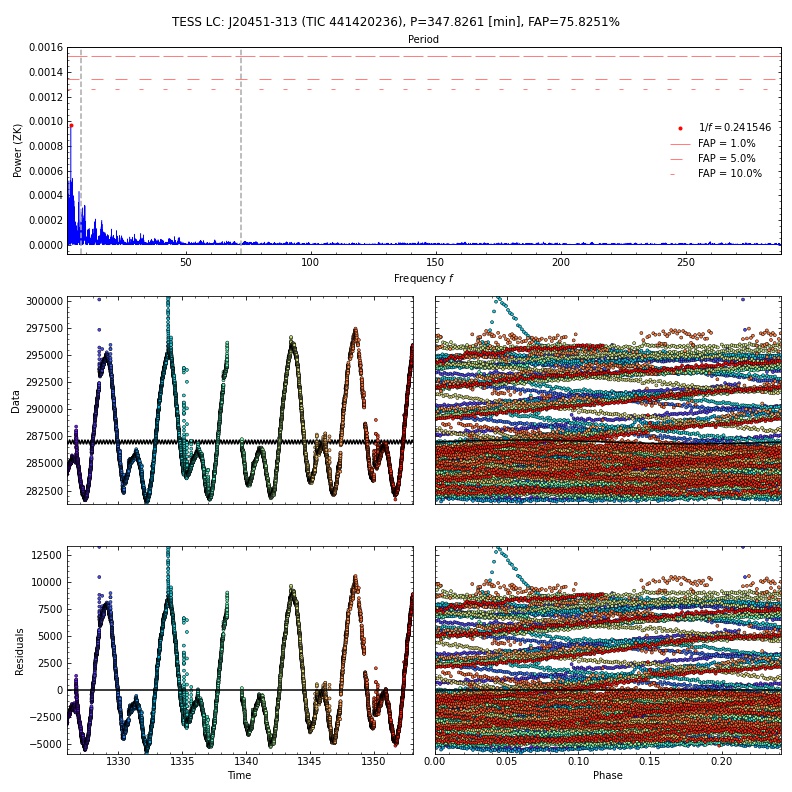 TESS LC: J20451-313 (TIC 441420236), P=347.8261 [min], FAP=75.8251%
Period
0.0016
0.0014
0.0012
0.0010
0.0008
0.0006
0.0004
0.0002
0.0000
Power (ZK)
1/f = 0.241546
FAP = 1.0%
FAP = 5.0%
FAP = 10.0%
50 100 150 200 250
Frequency f
300000
297500
295000
292500
290000
287500
285000
282500
Data
12500
10000
7500
5000
2500
0
−2500
−5000
Residuals
1330 1335 1340 1345 1350
Time
0.00 0.05 0.10 0.15 0.20
Phase